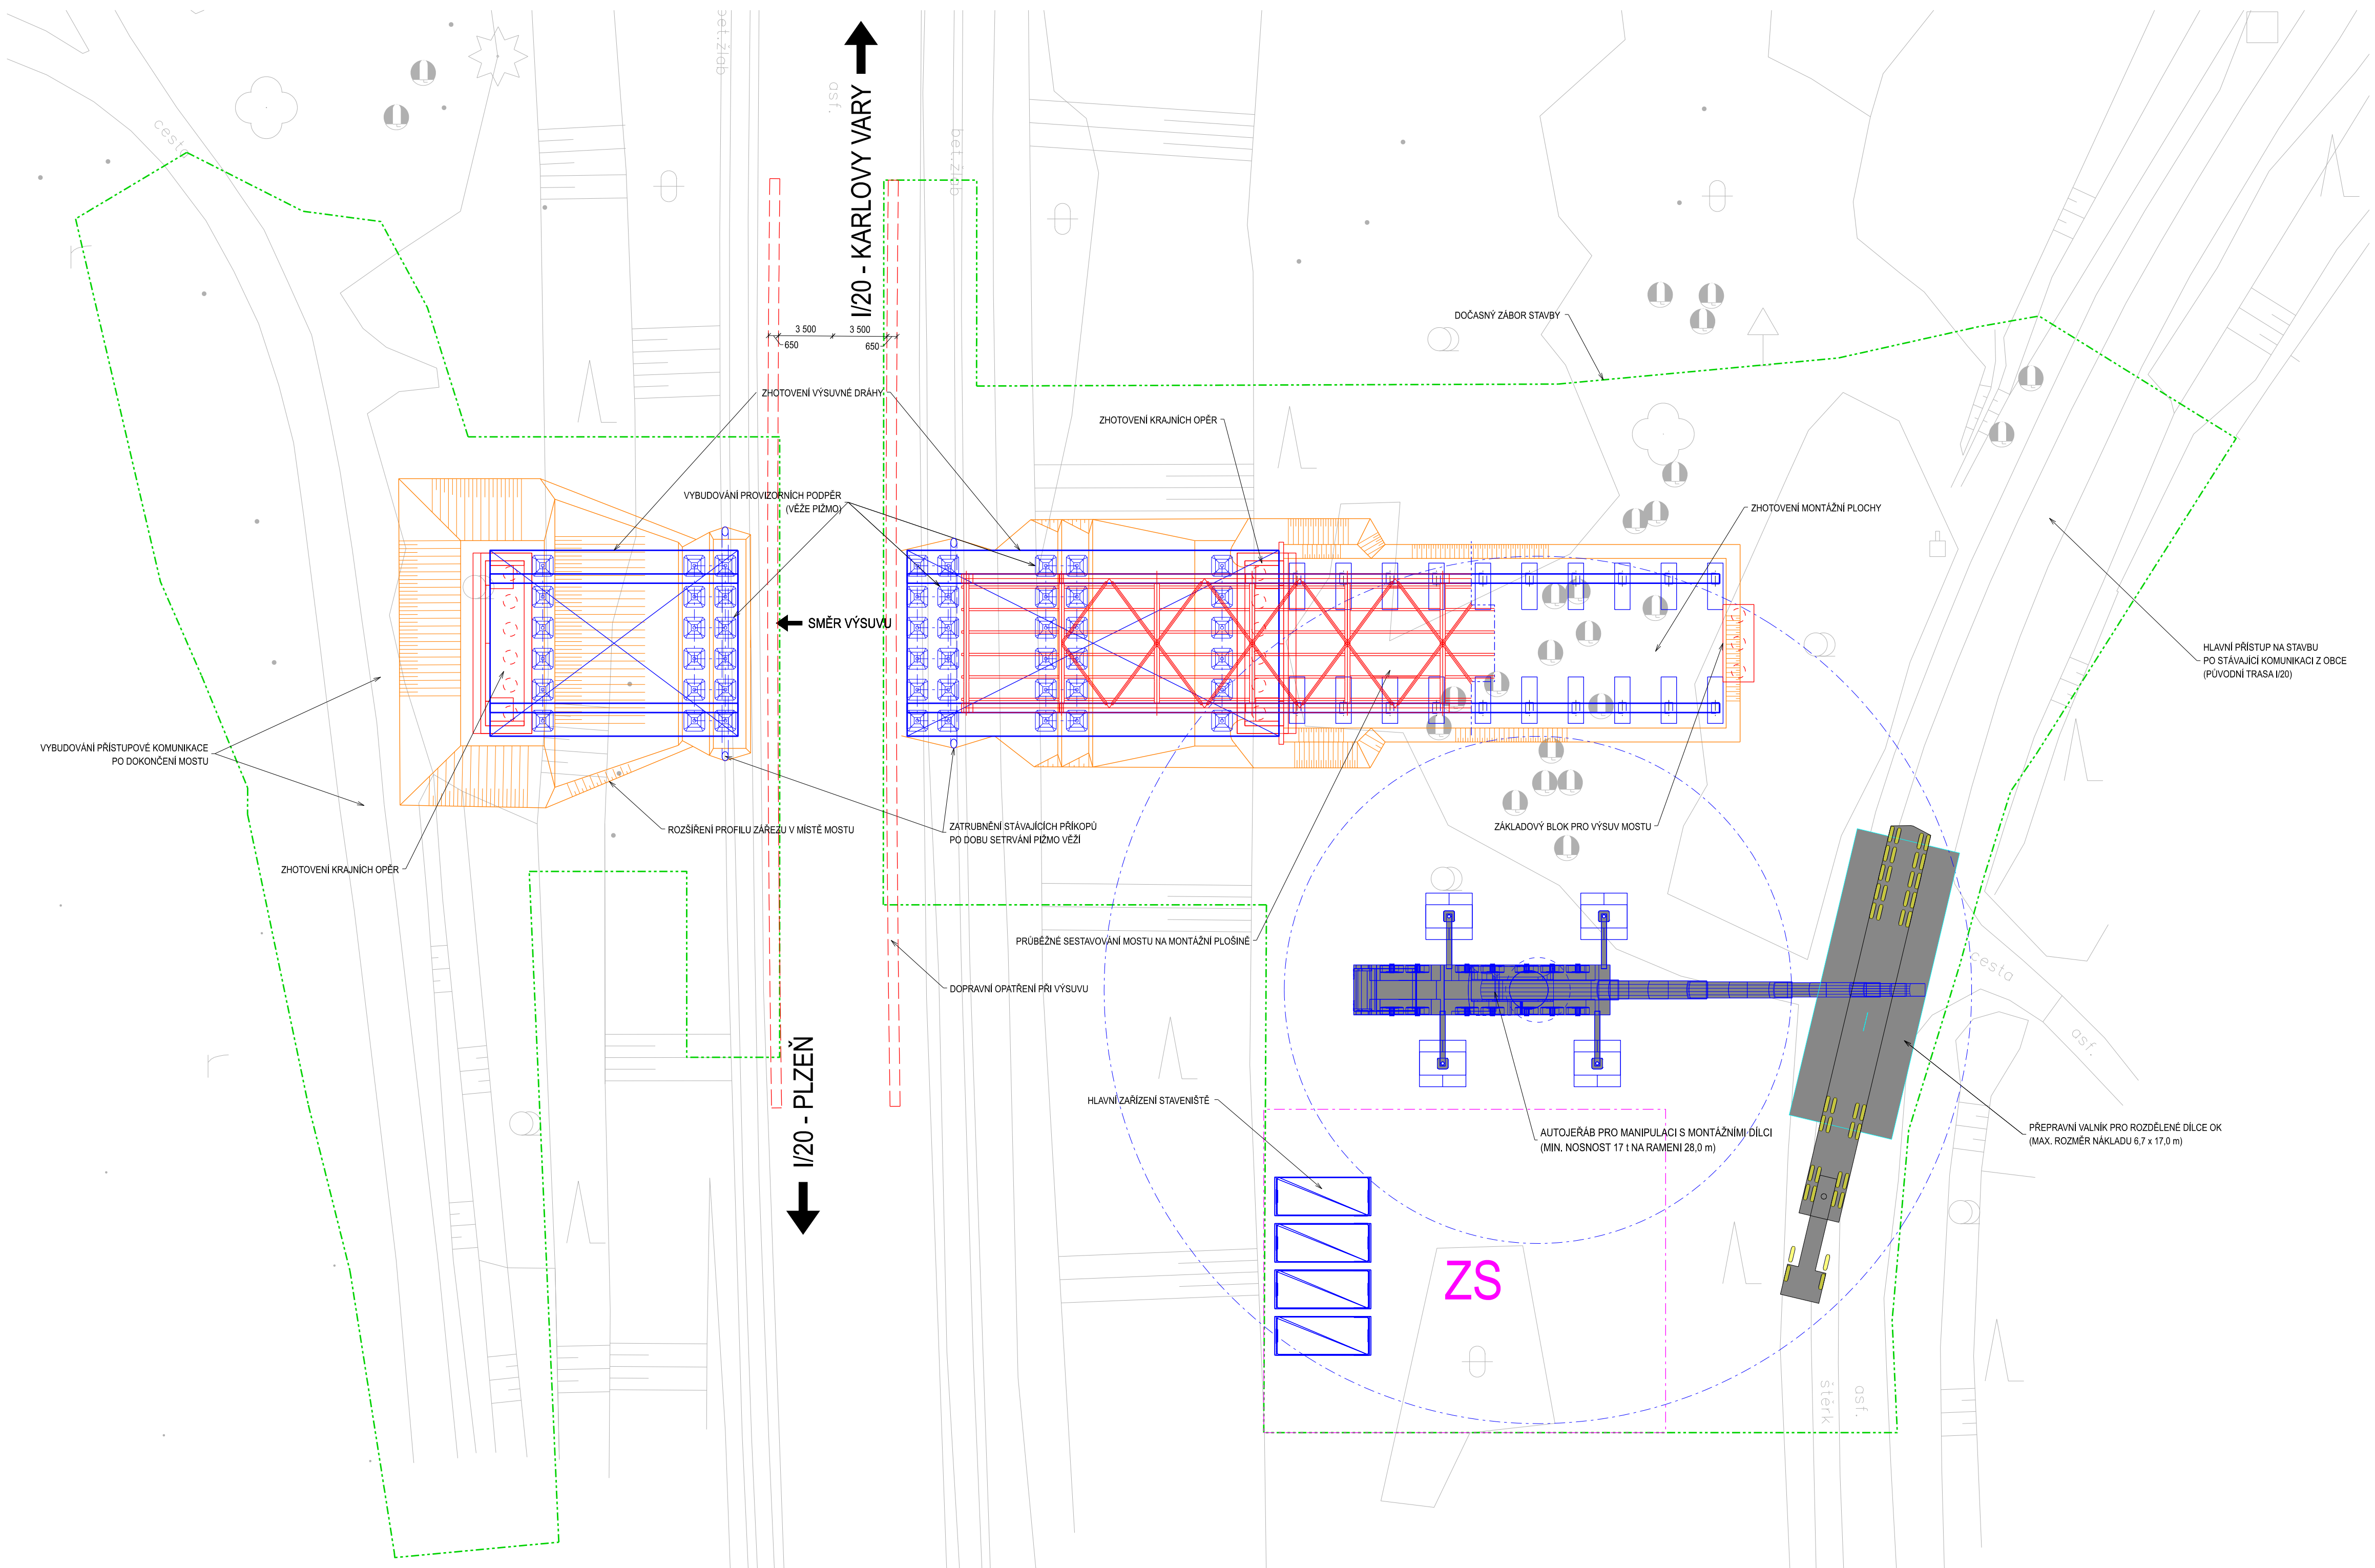 bet.žlab
asf.
bet.žlab
cesta
I/20 - KARLOVY VARY
3 500
3 500
650
650
DOČASNÝ ZÁBOR STAVBY
ZHOTOVENÍ VÝSUVNÉ DRÁHY
ZHOTOVENÍ KRAJNÍCH OPĚR
VYBUDOVÁNÍ PROVIZORNÍCH PODPĚR
(VĚŽE PIŽMO)
ZHOTOVENÍ MONTÁŽNÍ PLOCHY
SMĚR VÝSUVU
HLAVNÍ PŘÍSTUP NA STAVBU
PO STÁVAJÍCÍ KOMUNIKACI Z OBCE
(PŮVODNÍ TRASA I/20)
VYBUDOVÁNÍ PŘÍSTUPOVÉ KOMUNIKACE
PO DOKONČENÍ MOSTU
ROZŠÍŘENÍ PROFILU ZÁŘEZU V MÍSTĚ MOSTU
ZATRUBNĚNÍ STÁVAJÍCÍCH PŘÍKOPŮ
PO DOBU SETRVÁNÍ PIŽMO VĚŽÍ
ZÁKLADOVÝ BLOK PRO VÝSUV MOSTU
ZHOTOVENÍ KRAJNÍCH OPĚR
PRŮBĚŽNÉ SESTAVOVÁNÍ MOSTU NA MONTÁŽNÍ PLOŠINĚ
cesta
DOPRAVNÍ OPATŘENÍ PŘI VÝSUVU
asf.
I/20 - PLZEŇ
HLAVNÍ ZAŘÍZENÍ STAVENIŠTĚ
AUTOJEŘÁB PRO MANIPULACI S MONTÁŽNÍMI DÍLCI
(MIN. NOSNOST 17 t NA RAMENI 28,0 m)
PŘEPRAVNÍ VALNÍK PRO ROZDĚLENÉ DÍLCE OK
(MAX. ROZMĚR NÁKLADU 6,7 x 17,0 m)
ZS
štěrk
asf.